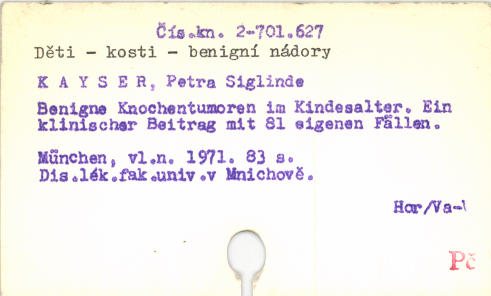 Čís.kn. 2-701.627
Děti - kosti - benigní nádory
K A Y S E R, Petra Siglinde
Benigne Knochentumoren im Kindesalter. Ein
klinischer Beitrag mit 81 eigenen Fällen.
München, vl.n. 1971. 83 s.
Dis.lék.fak.univ.v Mnichově.
Hor/Va-
Pč